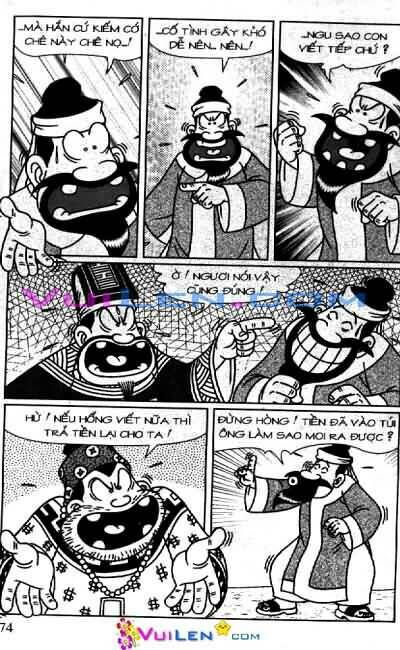 ..MÀ HẮN CỨ KIẾM CỚ
CHÊ NÀY CHÊ NỌ..!
..CỐ TÌNH GÂY KHÓ
DỄ NÊN.. NÊN..!
..NGU SAO CON
VIẾT TIẾP CHỨ ?
Ờ ! NGƯƠI NÓI VẬY
CŨNG ĐÚNG !
VUILEN.COM
HỪ ! NẾU HỔNG VIẾT NỮA THÌ
TRẢ TIỀN LẠI CHO TA !
ĐỪNG HÒNG ! TIỀN ĐÃ VÀO TÚI
ÔNG LÀM SAO MOI RA ĐƯỢC ?
74
VUILEN.COM